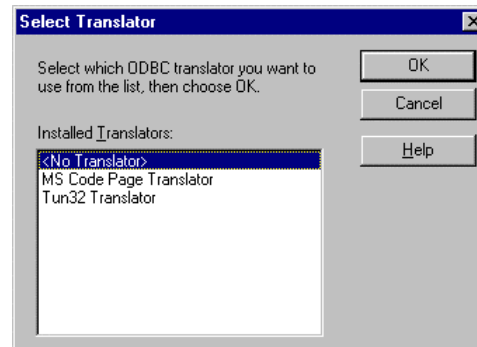 Select Translator
Select which ODBC translator you want to
use from the list, then choose OK.
OK
Cancel
Help
Installed Translators:
<No Translator>
MS Code Page Translator
Tun32 Translator